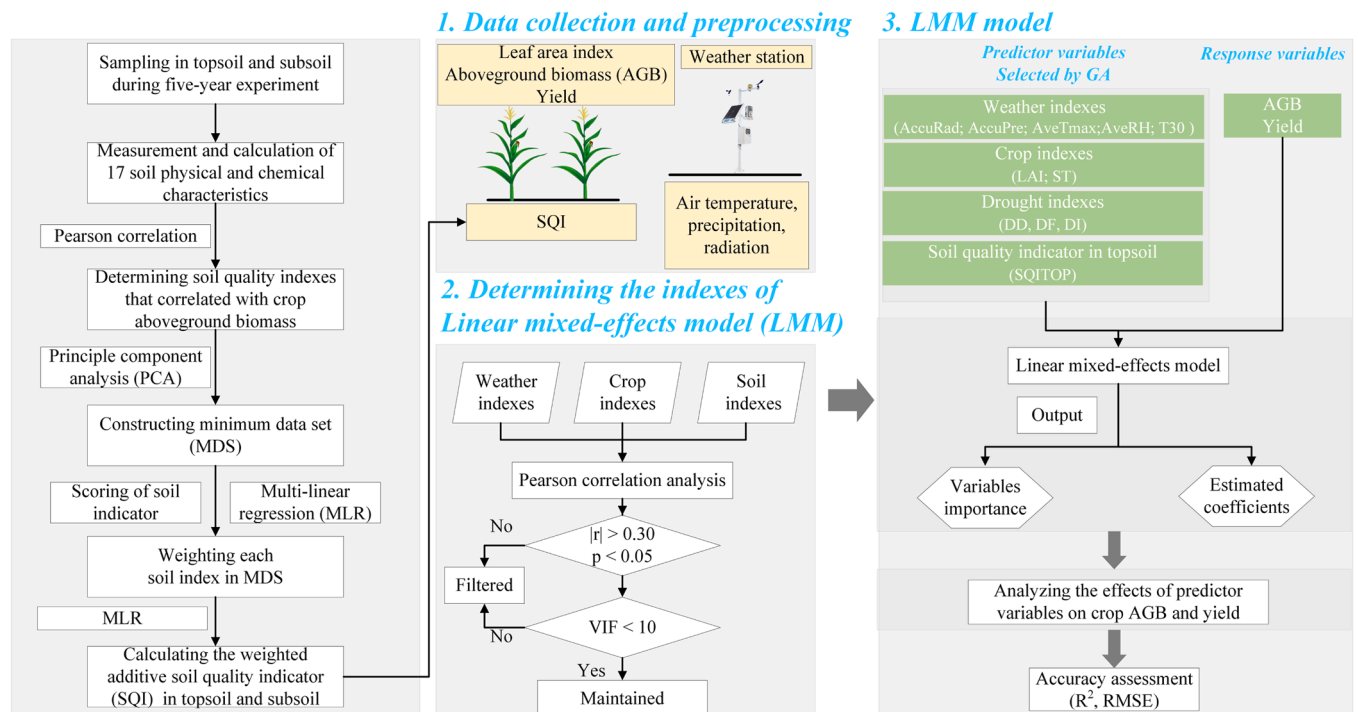 Sampling in topsoil and subsoil
during five-year experiment
Measurement and calculation of
17 soil physical and chemical
characteristics
Pearson correlation
Determining soil quality indexes
that correlated with crop
aboveground biomass
Principle component
analysis (PCA)
Constructing minimum data set
(MDS)
Scoring of soil
indicator
Multi-linear
regression (MLR)
Weighting each
soil index in MDS
MLR
Calculating the weighted
additive soil quality indicator
(SQI) in topsoil and subsoil
1. Data collection and preprocessing
Leaf area index
Aboveground biomass (AGB)
Yield
Weather station
SQI
Air temperature,
precipitation,
radiation
2. Determining the indexes of
Linear mixed-effects model (LMM)
Weather
indexes
Crop
indexes
Soil
indexes
Pearson correlation analysis
No
|r| > 0.30
p < 0.05
Filtered
No
VIF < 10
Yes
Maintained
3. LMM model
Predictor variables
Selected by GA
Response variables
Weather indexes
(AccuRad; AccuPre; AveTmax;AveRH; T30 )
Crop indexes
(LAI; ST)
Drought indexes
(DD, DF, DI)
Soil quality indicator in topsoil
(SQITOP)
AGB
Yield
Linear mixed-effects model
Output
Variables
importance
Estimated
coefficients
Analyzing the effects of predictor
variables on crop AGB and yield
Accuracy assessment
(R², RMSE)